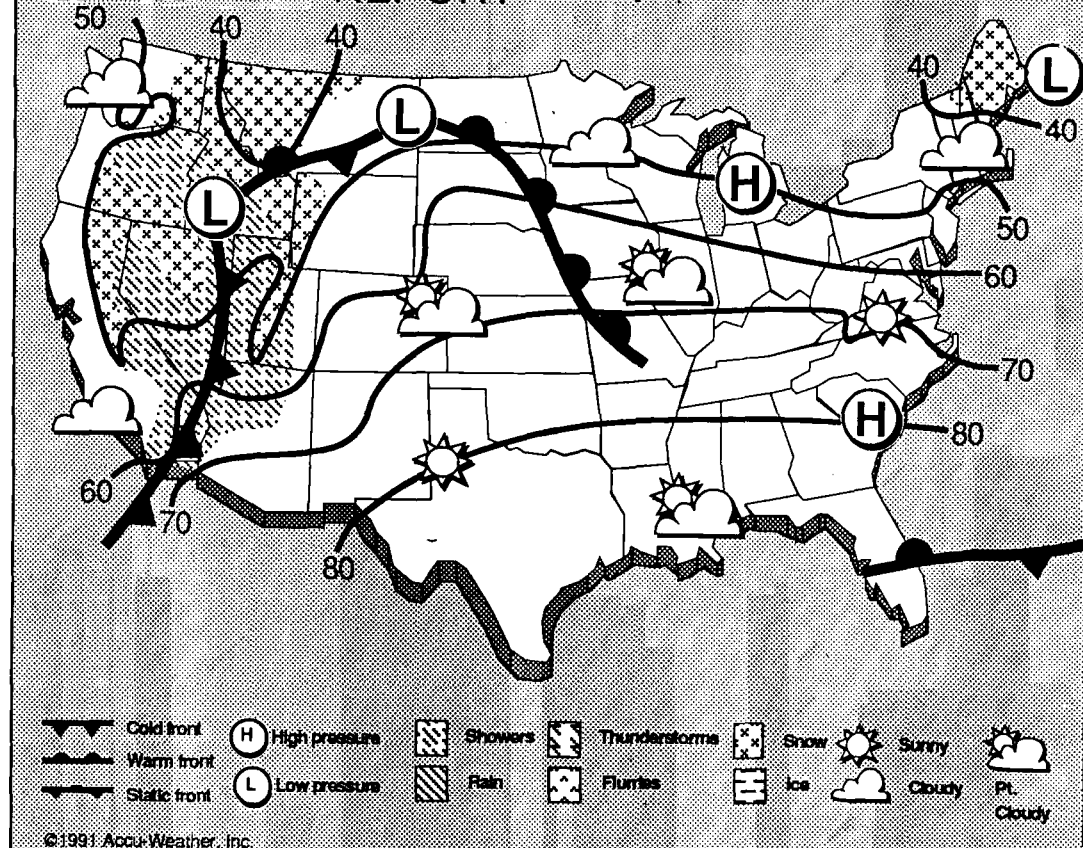 REPORT
50
40
40
L
40
L
40
L
H
50
60
70
H
80
60
70
80
Cold front
H High pressure
Showers
Thunderstorms
Snow
Sunny
Warm front
L Low pressure
Rain
Flurries
Ice
Cloudy
Pt.
Cloudy
Static front
©1991 Accu-Weather, Inc.